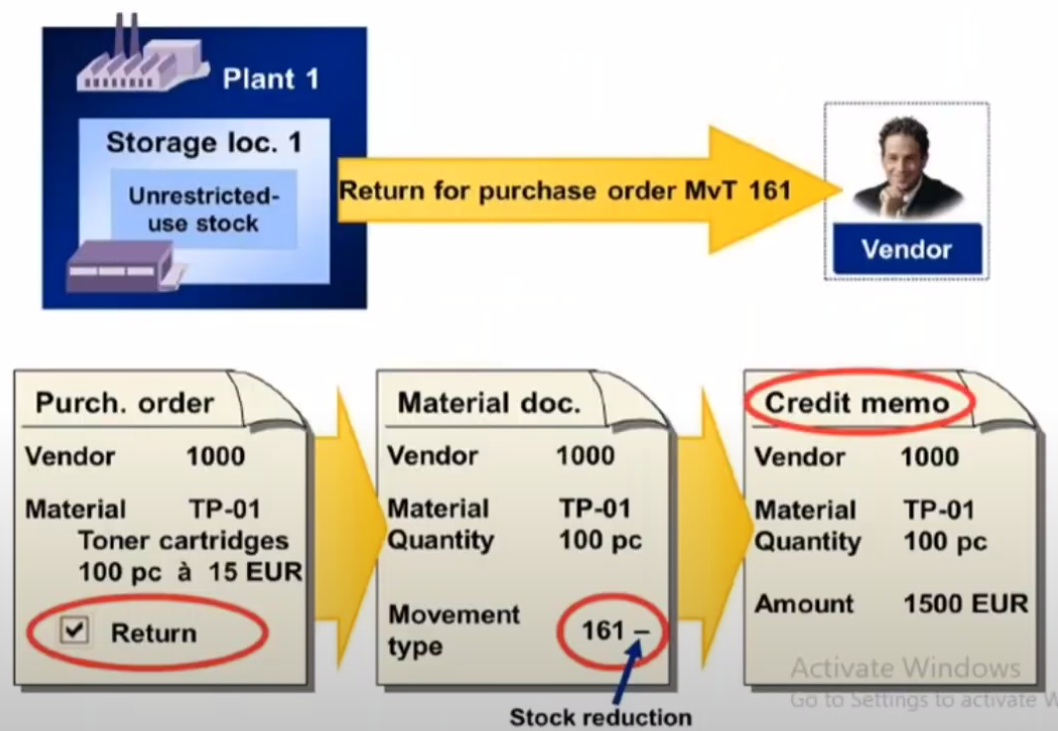 Plant 1
Storage loc. 1
Unrestricted-
use stock
Return for purchase order MvT 161
Vendor
Purch. order
Vendor 1000
Material TP-01
Toner cartridges
100 pc à 15 EUR
Return
Material doc.
Vendor 1000
Material TP-01
Quantity 100 pc
Movement
type
161 –
Stock reduction
Credit memo
Vendor 1000
Material TP-01
Quantity 100 pc
Amount 1500 EUR
Activate Windows
Go to Settings to activate W